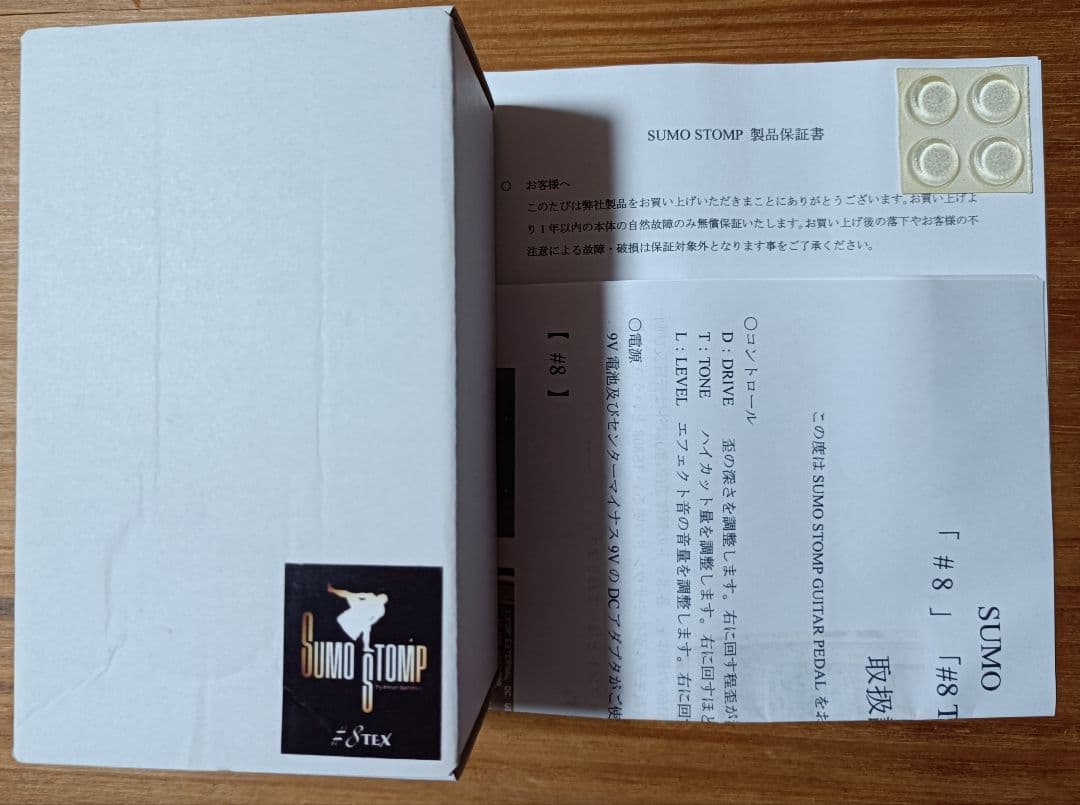 SUMO STOMP 製品保証書
○ お客様へ
このたびは弊社製品をお買い上げいただきまことにありがとうございます。お買い上げよ
り1年以内の本体の自然故障のみ無償保証いたします。お買い上げ後の落下やお客様の不
注意による故障・破損は保証対象外となります事をご了承ください。
SUMO
「#8」「#8 T
取扱
この度は SUMO STOMP GUITAR PEDAL をお
○コントロール
D:DRIVE 歪の深さを調整します。右に回す程歪が
T:TONE ハイカット量を調整します。右に回すほど
L:LEVEL エフェクト音の音量を調整します。右に回
○電源
9V 電池及びセンターマイナス 9V の DC アダプタがご使
【 #8 】
SUMO STOMP
#8TEX